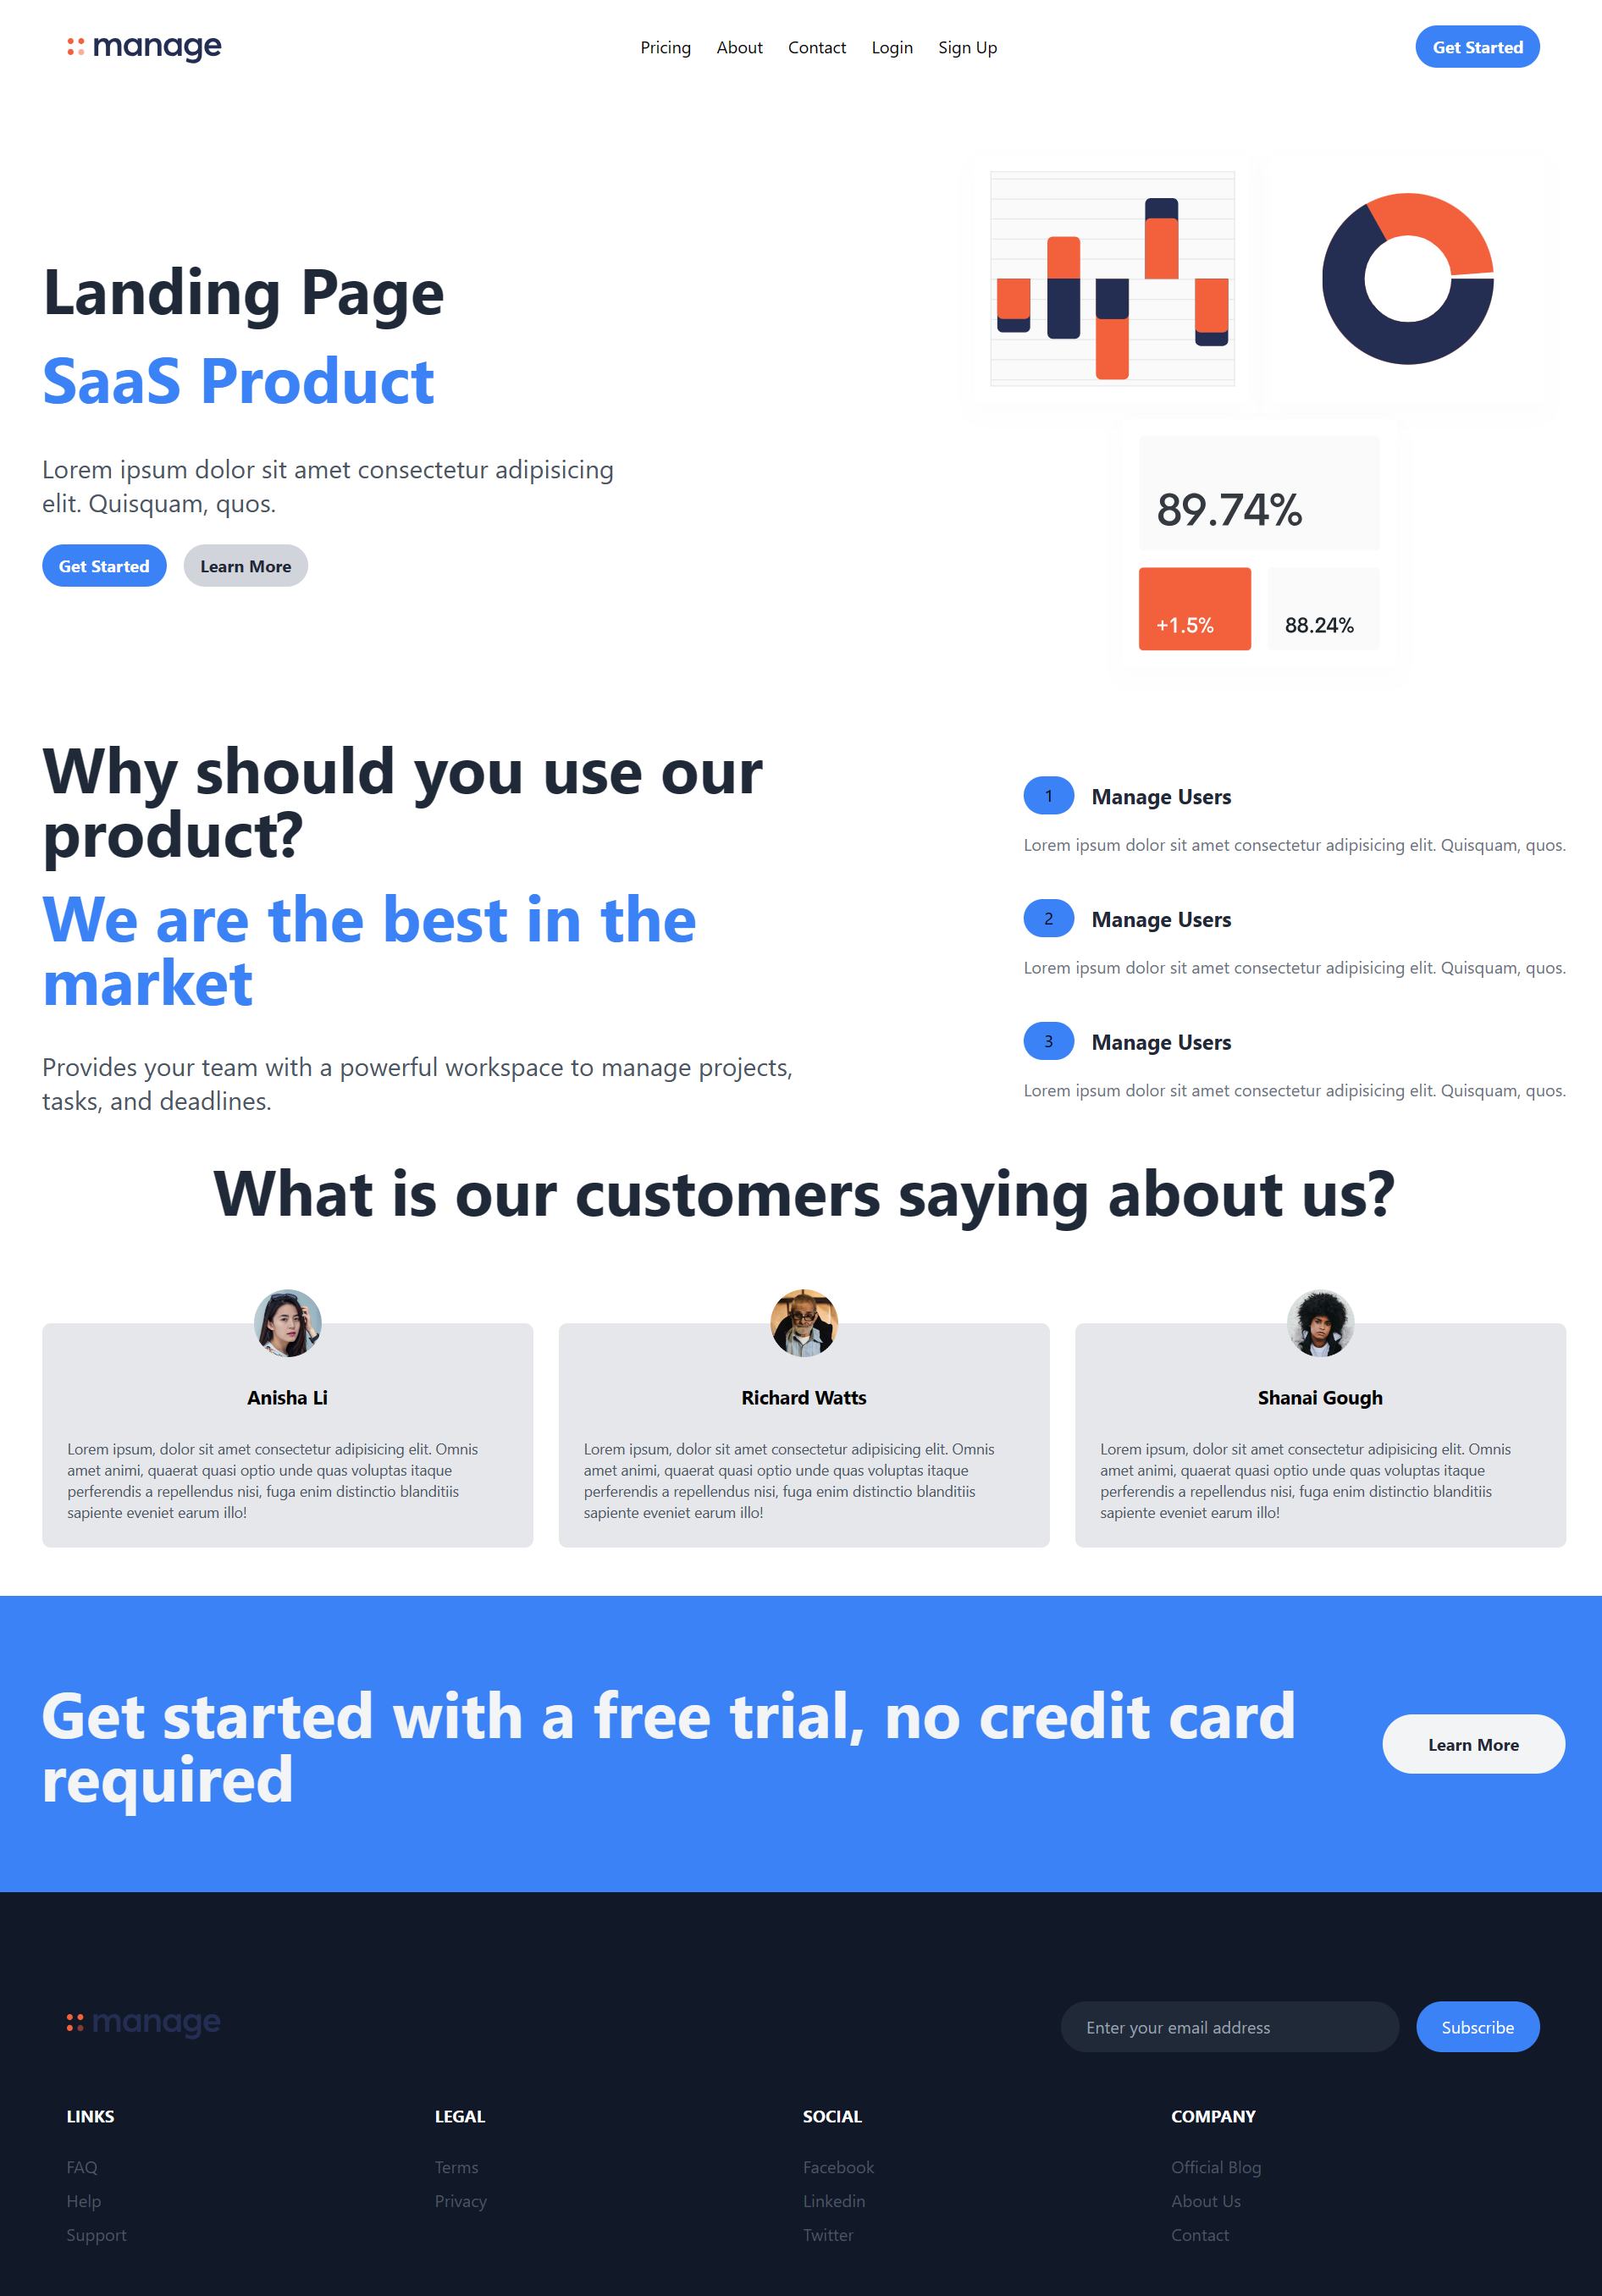 manage
Pricing About Contact Login Sign Up
Get Started
Landing Page
SaaS Product
Lorem ipsum dolor sit amet consectetur adipisicing
elit. Quisquam, quos.
Get Started Learn More
89.74%
+1.5% 88.24%
Why should you use our
product?
We are the best in the
market
Provides your team with a powerful workspace to manage projects,
tasks, and deadlines.
1 Manage Users
Lorem ipsum dolor sit amet consectetur adipisicing elit. Quisquam, quos.
2 Manage Users
Lorem ipsum dolor sit amet consectetur adipisicing elit. Quisquam, quos.
3 Manage Users
Lorem ipsum dolor sit amet consectetur adipisicing elit. Quisquam, quos.
What is our customers saying about us?
Anisha Li
Lorem ipsum, dolor sit amet consectetur adipisicing elit. Omnis
amet animi, quaerat quasi optio unde quas voluptas itaque
perferendis a repellendus nisi, fuga enim distinctio blanditiis
sapiente eveniet earum illo!
Richard Watts
Lorem ipsum, dolor sit amet consectetur adipisicing elit. Omnis
amet animi, quaerat quasi optio unde quas voluptas itaque
perferendis a repellendus nisi, fuga enim distinctio blanditiis
sapiente eveniet earum illo!
Shanai Gough
Lorem ipsum, dolor sit amet consectetur adipisicing elit. Omnis
amet animi, quaerat quasi optio unde quas voluptas itaque
perferendis a repellendus nisi, fuga enim distinctio blanditiis
sapiente eveniet earum illo!
Get started with a free trial, no credit card
required
Learn More
manage
Enter your email address
Subscribe
LINKS
FAQ
Help
Support
LEGAL
Terms
Privacy
SOCIAL
Facebook
Linkedin
Twitter
COMPANY
Official Blog
About Us
Contact